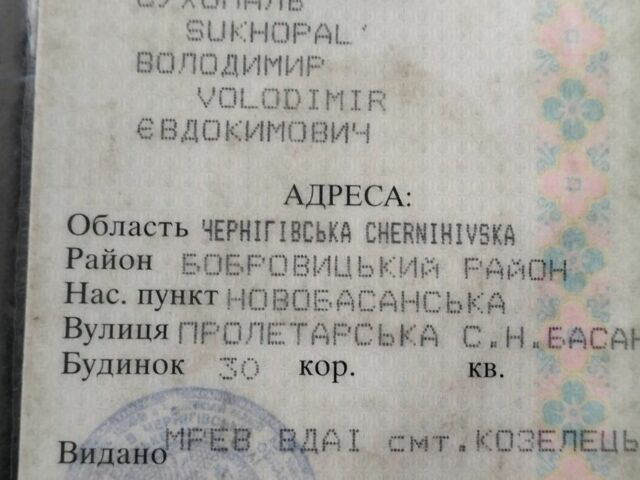 СУХОПАЛЬ
SUKHOPAL'
ВОЛОДИМИР
VOLODIMIR
ЄВДОКИМОВИЧ
АДРЕСА:
Область ЧЕРНІГІВСЬКА CHERNIHIVSKA
Район БОБРОВИЦЬКИЙ РАЙОН
Нас. пункт НОВОБАСАНСЬКА
Вулиця ПРОЛЕТАРСЬКА С.Н.БАСАН
Будинок 30 кор. кв.
Видано МРЕВ ВДАІ смт.КОЗЕЛЕЦЬ